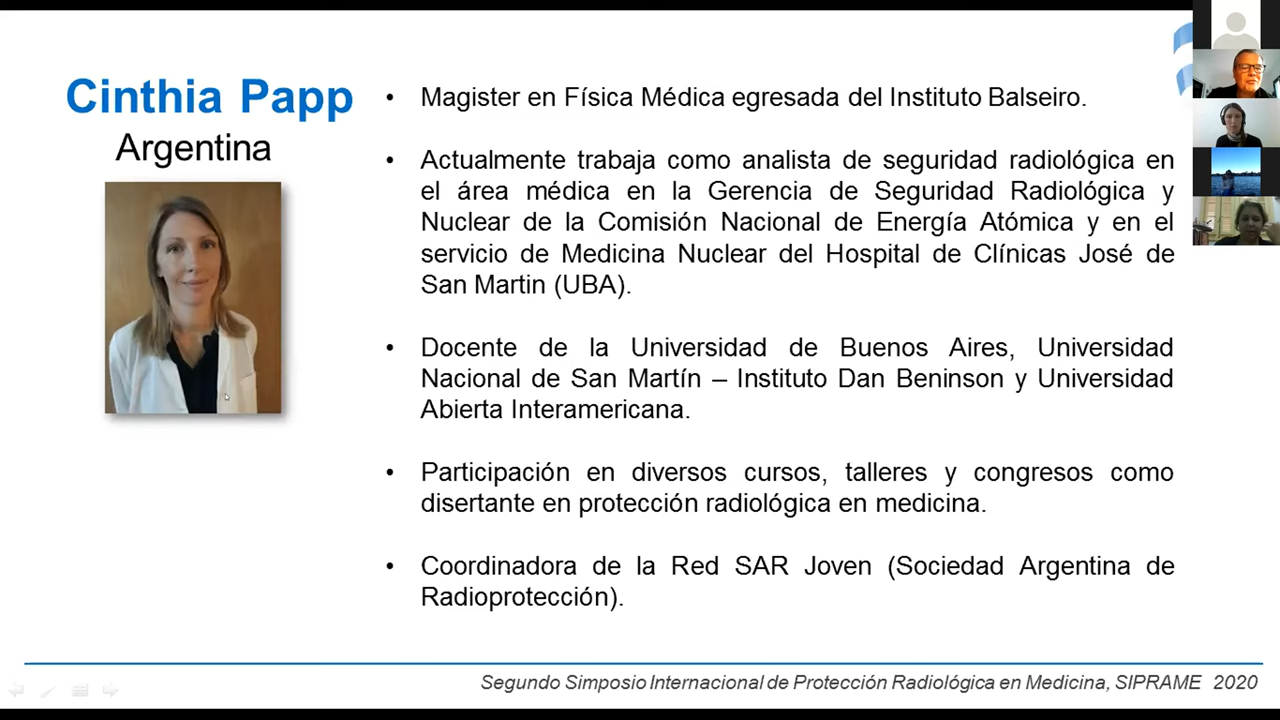 Cinthia Papp
Argentina
• Magister en Física Médica egresada del Instituto Balseiro.
• Actualmente trabaja como analista de seguridad radiológica en
el área médica en la Gerencia de Seguridad Radiológica y
Nuclear de la Comisión Nacional de Energía Atómica y en el
servicio de Medicina Nuclear del Hospital de Clínicas José de
San Martin (UBA).
• Docente de la Universidad de Buenos Aires, Universidad
Nacional de San Martín – Instituto Dan Beninson y Universidad
Abierta Interamericana.
• Participación en diversos cursos, talleres y congresos como
disertante en protección radiológica en medicina.
• Coordinadora de la Red SAR Joven (Sociedad Argentina de
Radioprotección).
Segundo Simposio Internacional de Protección Radiológica en Medicina, SIPRAME 2020